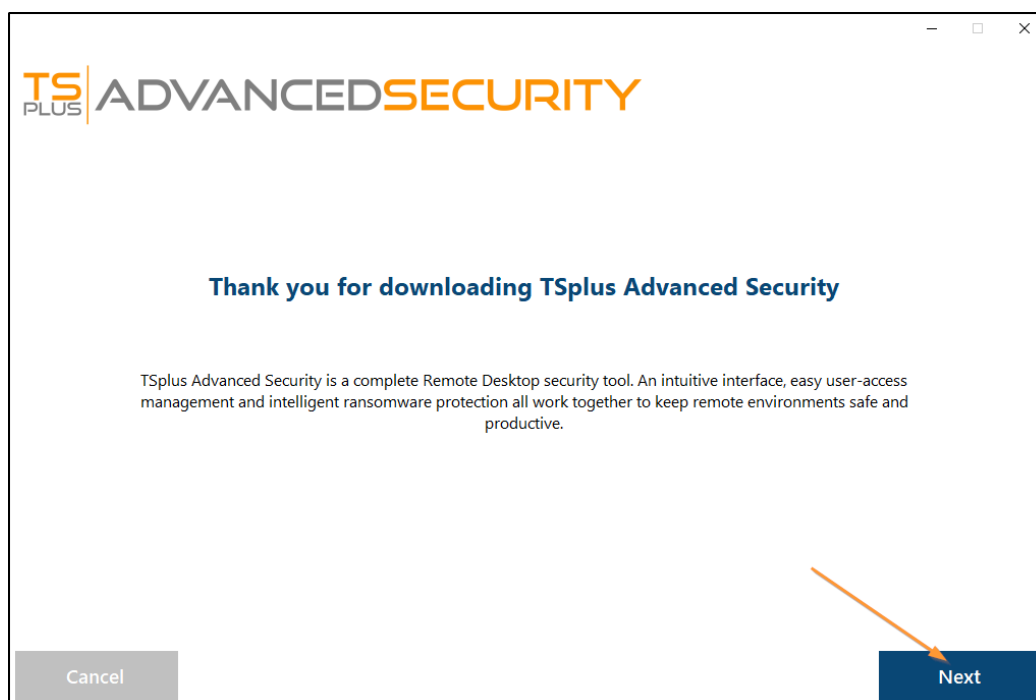 TS
PLUS
ADVANCEDSECURITY
Thank you for downloading TSplus Advanced Security
TSplus Advanced Security is a complete Remote Desktop security tool. An intuitive interface, easy user-access
management and intelligent ransomware protection all work together to keep remote environments safe and
productive.
Cancel
Next